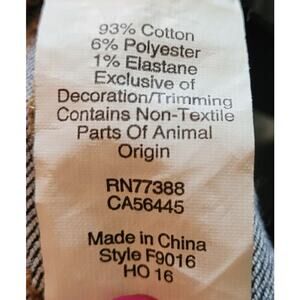 93% Cotton
6% Polyester
1% Elastane
Exclusive of
Decoration/Trimming
Contains Non-Textile
Parts Of Animal
Origin
RN77388
CA56445
Made in China
Style F9016
HO 16